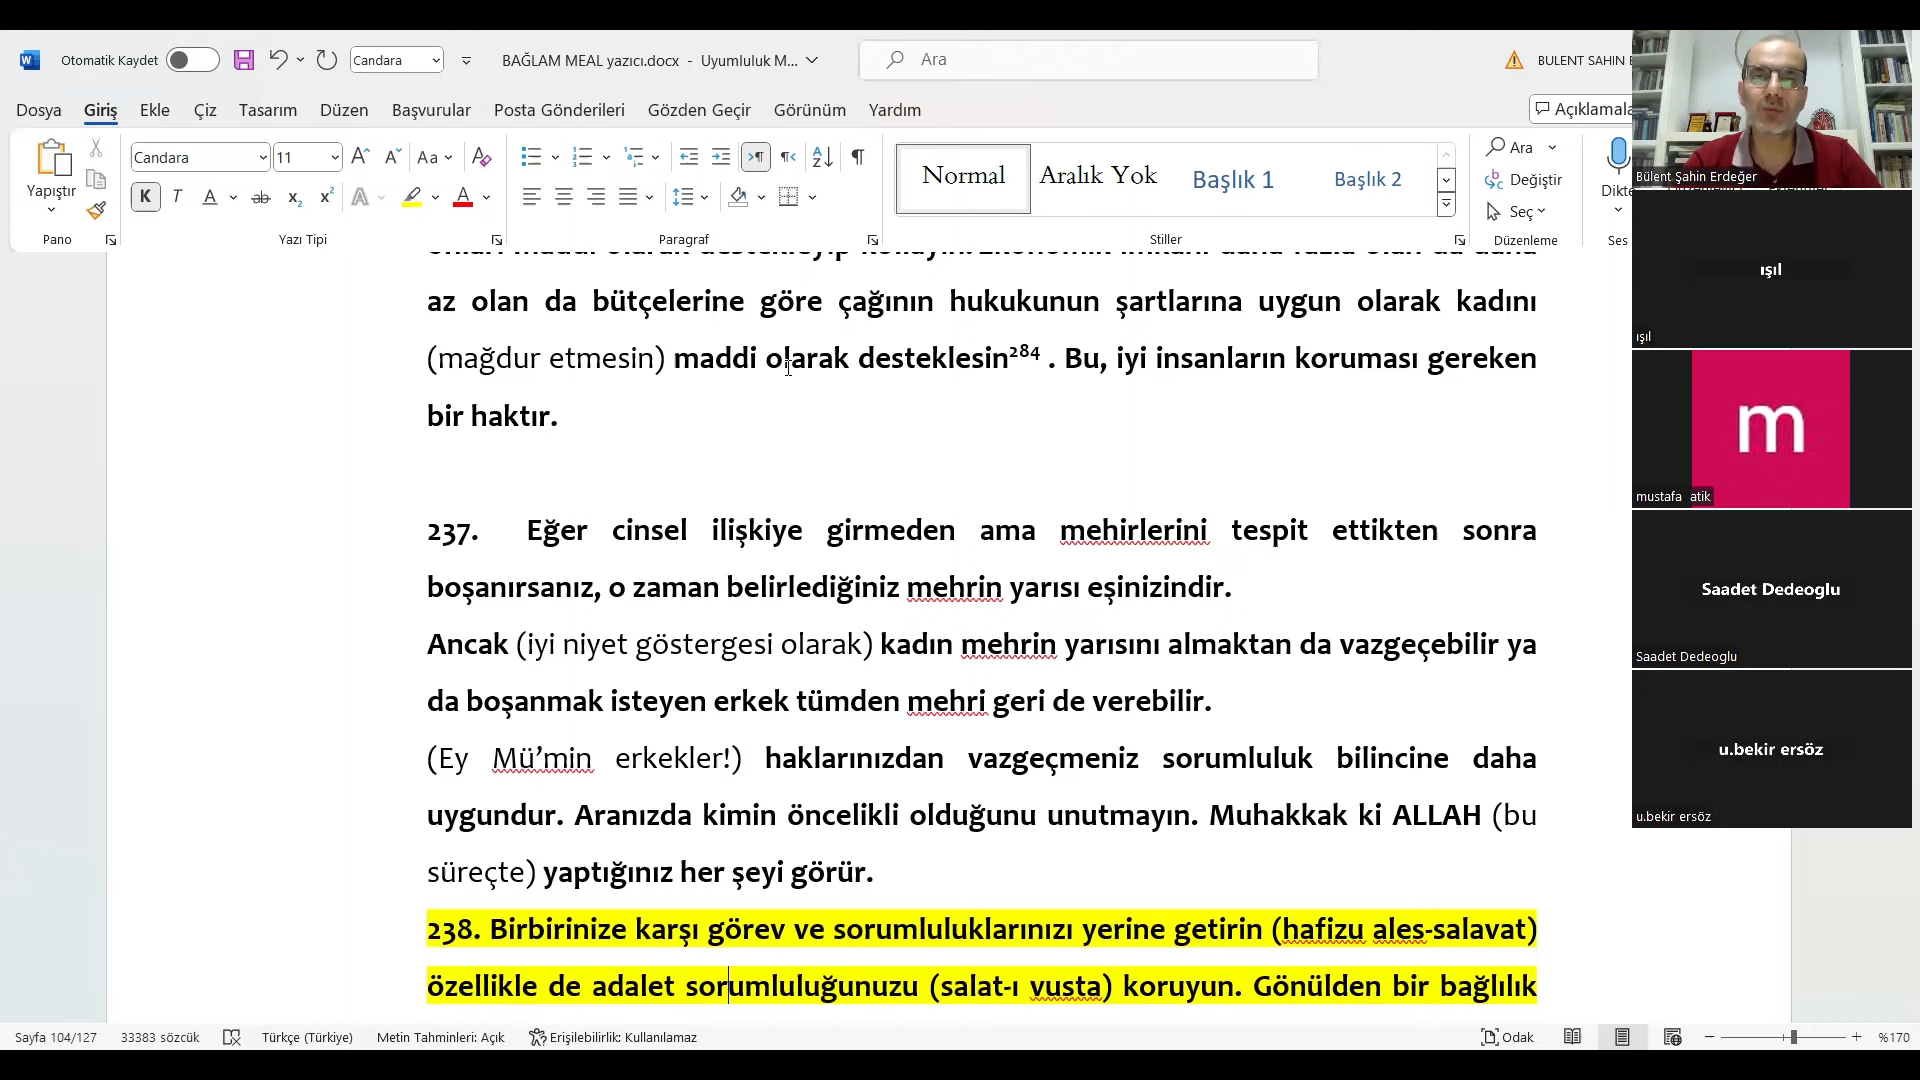 Otomatik Kaydet
Candara
BAĞLAM MEAL yazıcı.docx - Uyumluluk M...
Ara
BULENT SAHIN E
Dosya Giriş Ekle Çiz Tasarım Düzen Başvurular Posta Gönderileri Gözden Geçir Görünüm Yardım
Açıklamala
Yapıştır
Candara 11
Normal Aralık Yok Başlık 1 Başlık 2
Ara
Değiştir
Seç
Dikte
Pano Yazı Tipi Paragraf Stiller Düzenleme Ses
az olan da bütçelerine göre çağının hukukunun şartlarına uygun olarak kadını
(mağdur etmesin) maddi olarak desteklesin284 . Bu, iyi insanların koruması gereken
bir haktır.
237. Eğer cinsel ilişkiye girmeden ama mehirlerini tespit ettikten sonra
boşanırsanız, o zaman belirlediğiniz mehrin yarısı eşinizindir.
Ancak (iyi niyet göstergesi olarak) kadın mehrin yarısını almaktan da vazgeçebilir ya
da boşanmak isteyen erkek tümden mehri geri de verebilir.
(Ey Mü’min erkekler!) haklarınızdan vazgeçmeniz sorumluluk bilincine daha
uygundur. Aranızda kimin öncelikli olduğunu unutmayın. Muhakkak ki ALLAH (bu
süreçte) yaptığınız her şeyi görür.
238. Birbirinize karşı görev ve sorumluluklarınızı yerine getirin (hafizu ales-salavat)
özellikle de adalet sorumluluğunuzu (salat-ı vusta) koruyun. Gönülden bir bağlılık
Sayfa 104/127 33383 sözcük Türkçe (Türkiye) Metin Tahminleri: Açık Erişilebilirlik: Kullanılamaz
Odak
%170
Bülent Şahin Erdeğer
ışıl
ışıl
m
mustafa atik
Saadet Dedeoglu
Saadet Dedeoglu
u.bekir ersöz
u.bekir ersöz